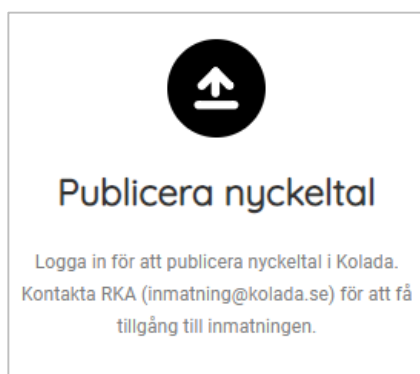 Publicera nyckeltal
Logga in för att publicera nyckeltal i Kolada.
Kontakta RKA (inmatning@kolada.se) för att få
tillgång till inmatningen.